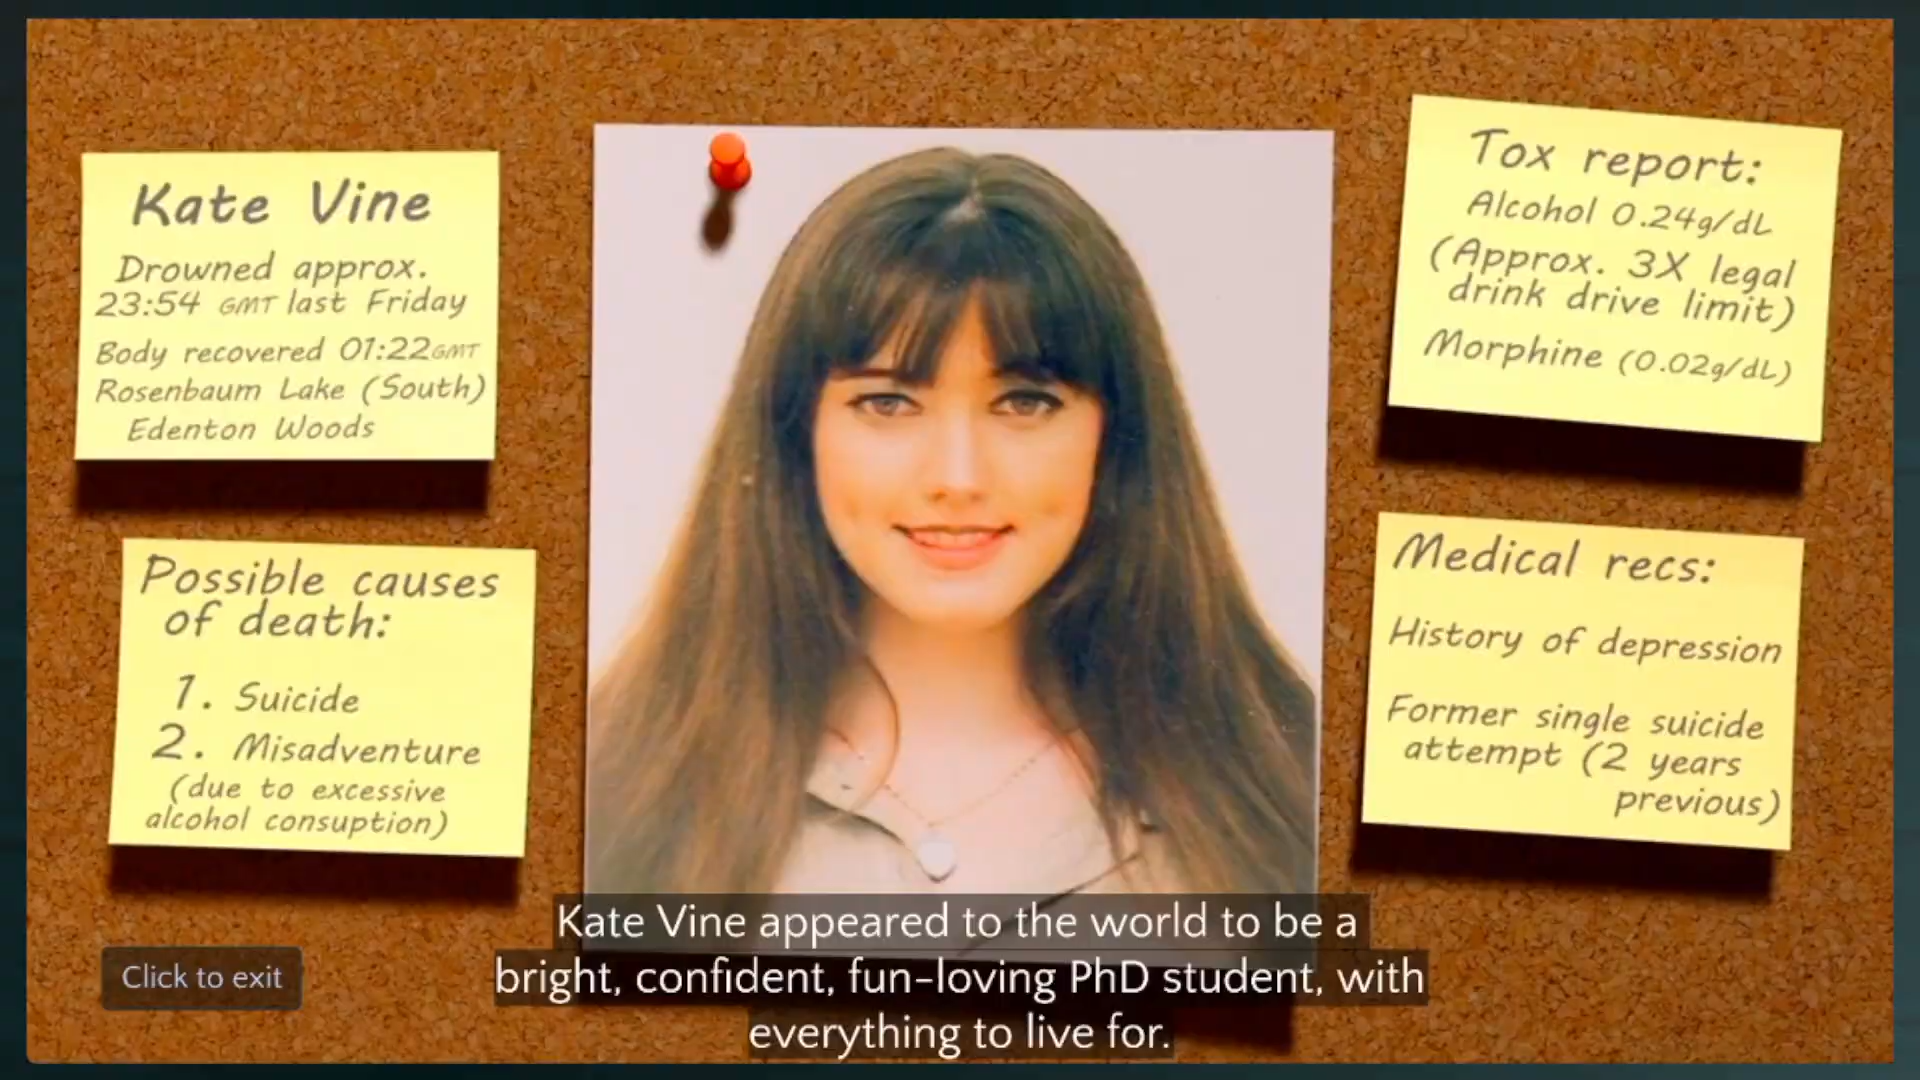 Kate Vine
Drowned approx.
23:54 GMT last Friday
Body recovered 01:22GMT
Rosenbaum Lake (South)
Edenton Woods
Possible causes
of death:
1. Suicide
2. Misadventure
(due to excessive
alcohol consuption)
Tox report:
Alcohol 0.24g/dL
(Approx. 3X legal
drink drive limit)
Morphine (0.02g/dL)
Medical recs:
History of depression
Former single suicide
attempt (2 years
previous)
Kate Vine appeared to the world to be a
bright, confident, fun-loving PhD student, with
everything to live for.
Click to exit